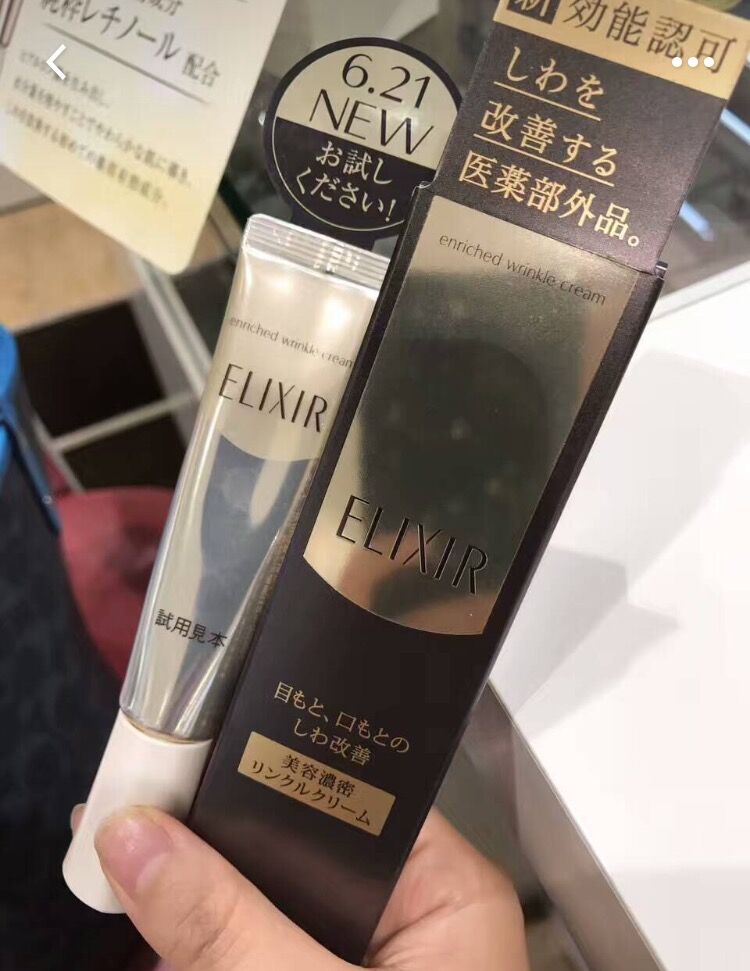 純粋レチノール 配合
6.21
NEW
お試し
ください!
新 効能認可
しわを
改善する
医薬部外品。
enriched wrinkle cream
ELIXIR
試用見本
enriched wrinkle cream
ELIXIR
目もと、口もとの
しわ改善
美容濃密
リンクルクリーム